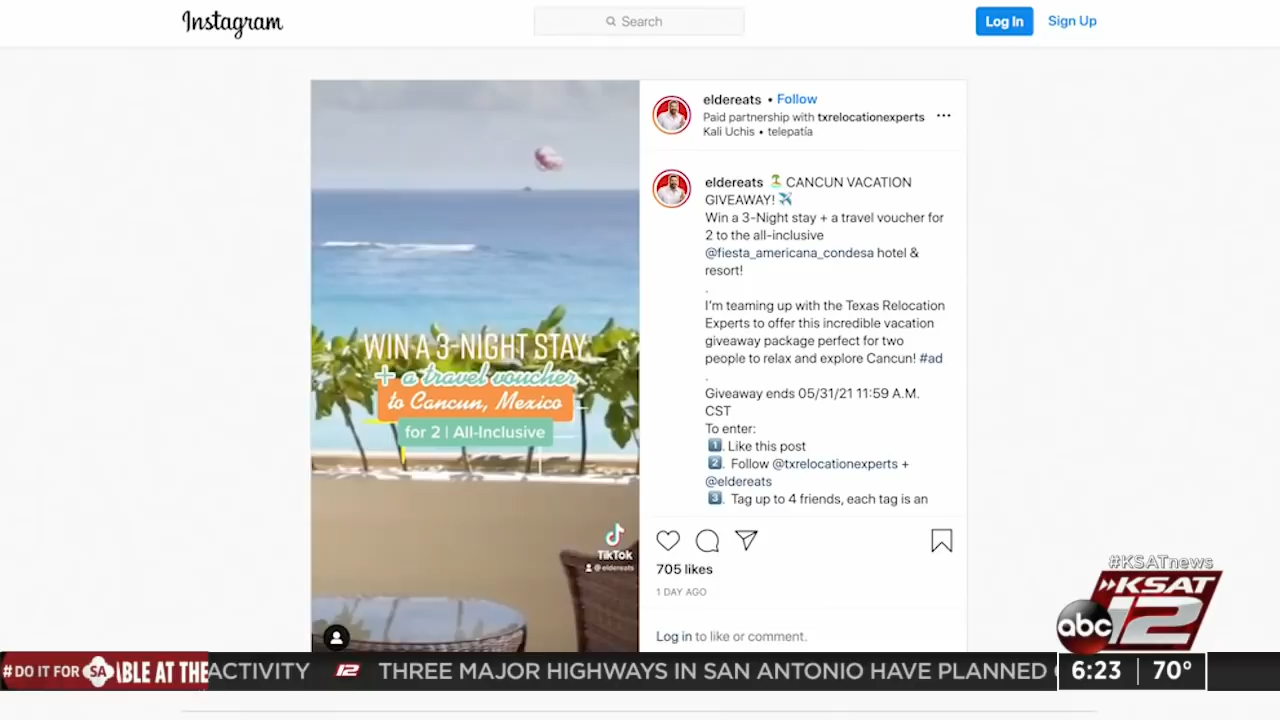 Instagram
Search
Log In
Sign Up
eldereats • Follow
Paid partnership with txrelocationexperts
Kali Uchis • telepatía
eldereats 🏝️ CANCUN VACATION
GIVEAWAY! ✈️
Win a 3-Night stay + a travel voucher for
2 to the all-inclusive
@fiesta_americana_condesa hotel &
resort!
.
I'm teaming up with the Texas Relocation
Experts to offer this incredible vacation
giveaway package perfect for two
people to relax and explore Cancun! #ad
.
Giveaway ends 05/31/21 11:59 A.M.
CST
To enter:
1️⃣. Like this post
2️⃣. Follow @txrelocationexperts +
@eldereats
3️⃣. Tag up to 4 friends, each tag is an
705 likes
1 DAY AGO
Log in to like or comment.
WIN A 3-NIGHT STAY
+ a travel voucher
to Cancun, Mexico
for 2 | All-Inclusive
TikTok
@eldereats
#KSATnews
KSAT
abc 12
#DO IT FOR SA
ABLE AT THE
ACTIVITY 12 THREE MAJOR HIGHWAYS IN SAN ANTONIO HAVE PLANNED
6:23 70°